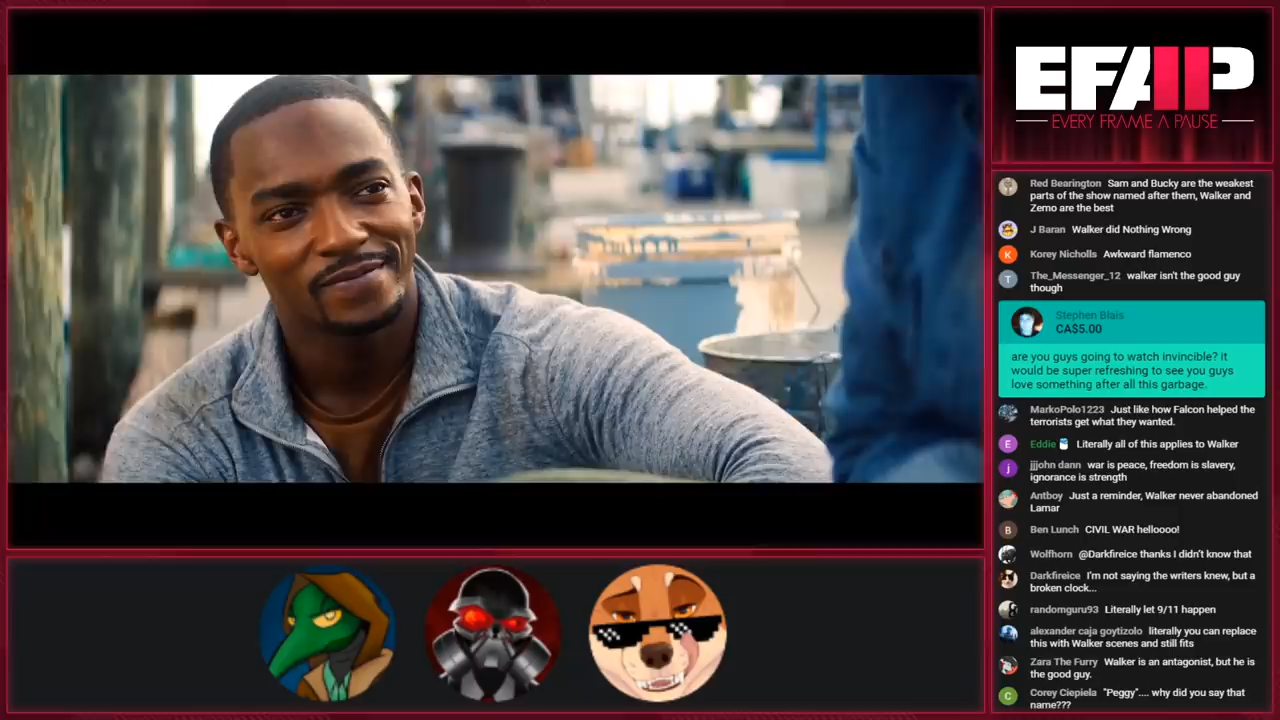 EFAP
EVERY FRAME A PAUSE
Red Bearington Sam and Bucky are the weakest
parts of the show named after them, Walker and
Zemo are the best
J Baran Walker did Nothing Wrong
K
Korey Nicholls Awkward flamenco
T
The_Messenger_12 walker isn't the good guy
though
Stephen Blais
CA$5.00
are you guys going to watch invincible? it
would be super refreshing to see you guys
love something after all this garbage.
MarkoPolo1223 Just like how Falcon helped the
terrorists get what they wanted.
E
Eddie Literally all of this applies to Walker
j
jjjohn dann war is peace, freedom is slavery,
ignorance is strength
Antboy Just a reminder, Walker never abandoned
Lamar
B
Ben Lunch CIVIL WAR helloooo!
Wolfhorn @Darkfireice thanks I didn't know that
Darkfireice I'm not saying the writers knew, but a
broken clock...
randomguru93 Literally let 9/11 happen
alexander caja goytizolo literally you can replace
this with Walker scenes and still fits
Zara The Furry Walker is an antagonist, but he is
the good guy.
C
Corey Ciepiela "Peggy".... why did you say that
name???